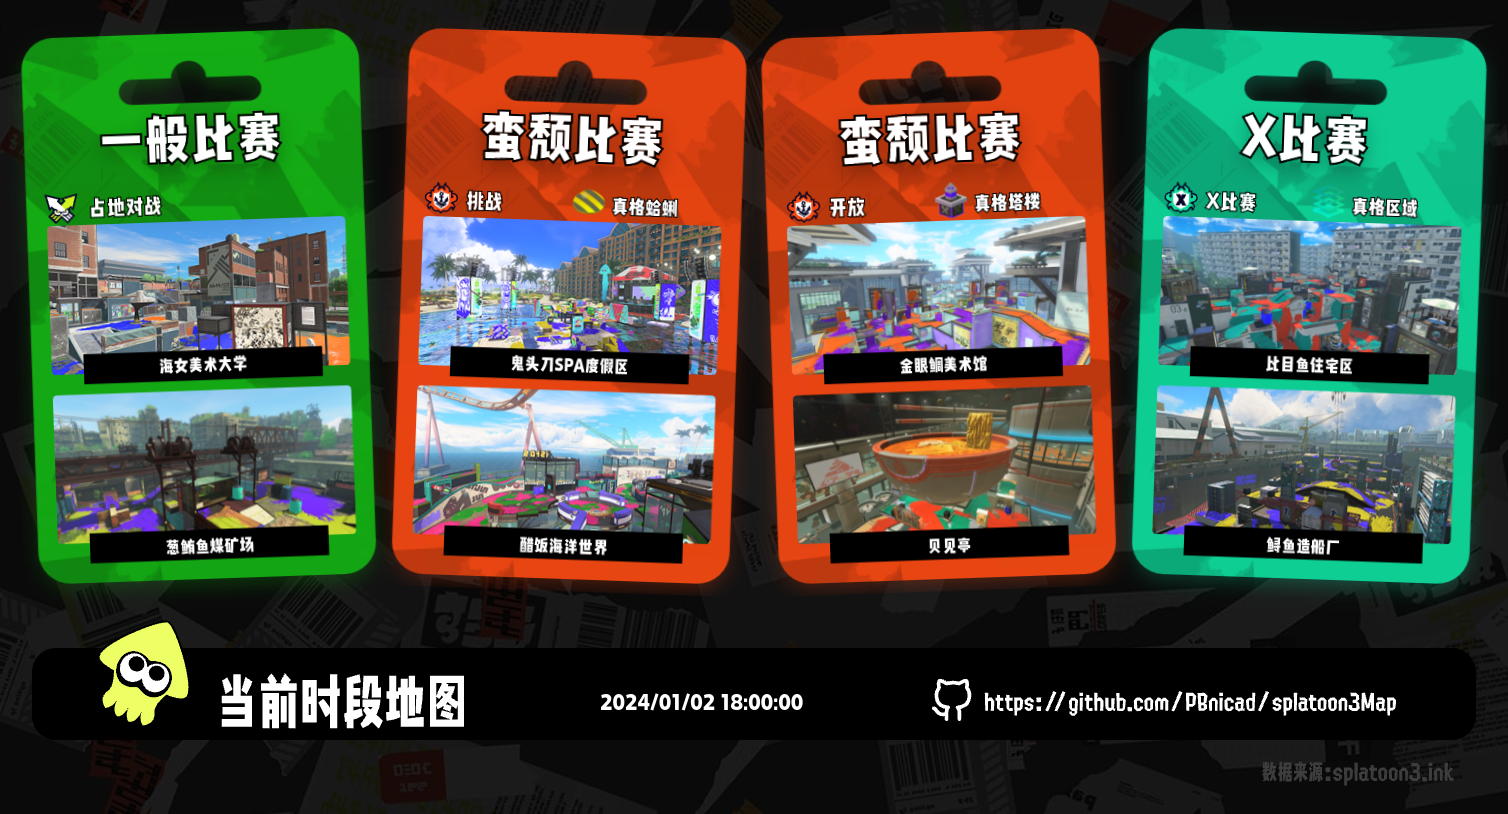 一般比赛
占地对战
海女美术大学
葱鲔鱼煤矿场
蛮颓比赛
挑战
真格蛤蜊
鬼头刀SPA度假区
醋饭海洋世界
蛮颓比赛
开放
真格塔楼
金眼鲷美术馆
贝见亭
X比赛
X比赛
真格区域
比目鱼住宅区
鲟鱼造船厂
当前时段地图
2024/01/02 18:00:00
https://github.com/PBnicad/splatoon3Map
数据来源:splatoon3.ink